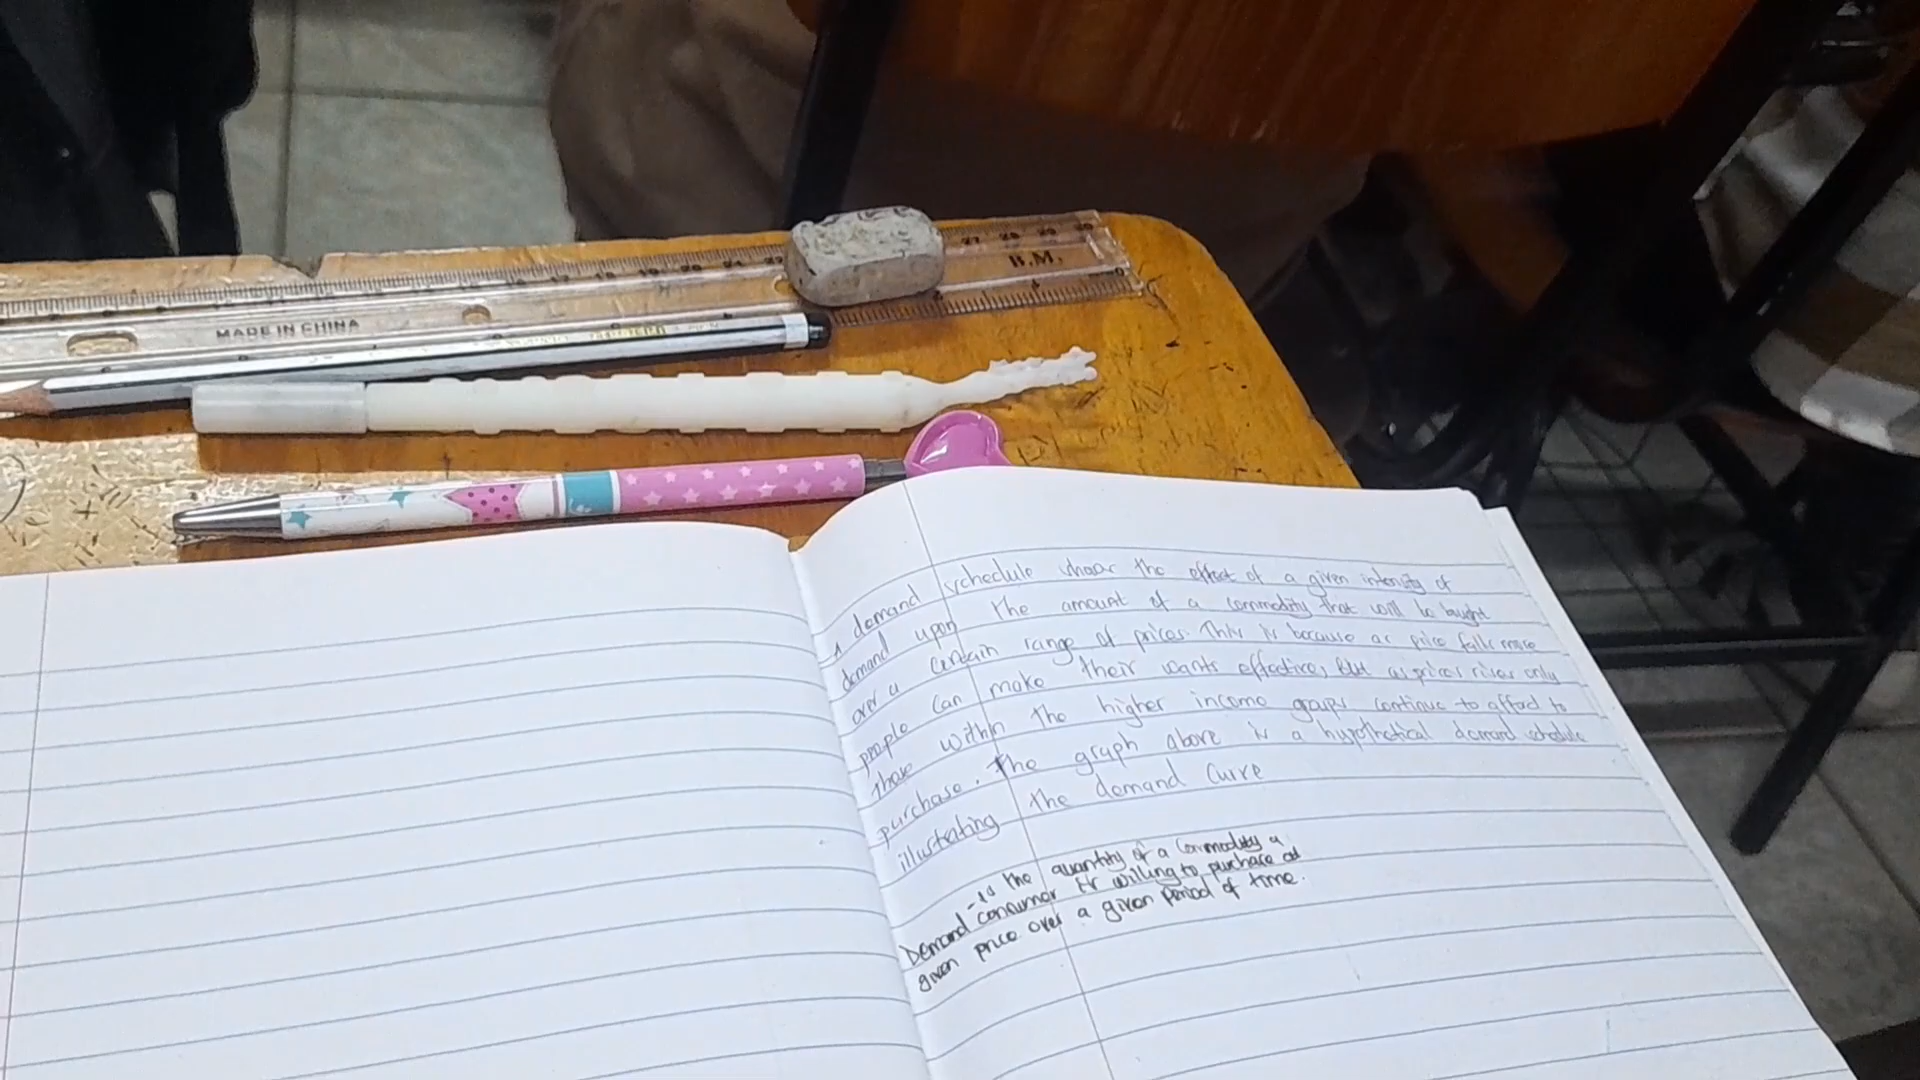 B.M.
MADE IN CHINA
A demand schedule shows the effect of a given intensity of
demand upon the amount of a commodity that will be bought
over a certain range of prices. This is because as price falls more
people can make their wants effective, but as prices rises only
those within the higher income groups continue to afford to
purchase. The graph above is a hypothetical demand schedule
illustrating the demand curve
Demand - is the quantity of a commodity a
consumer is willing to purchase at
given price over a given period of time.